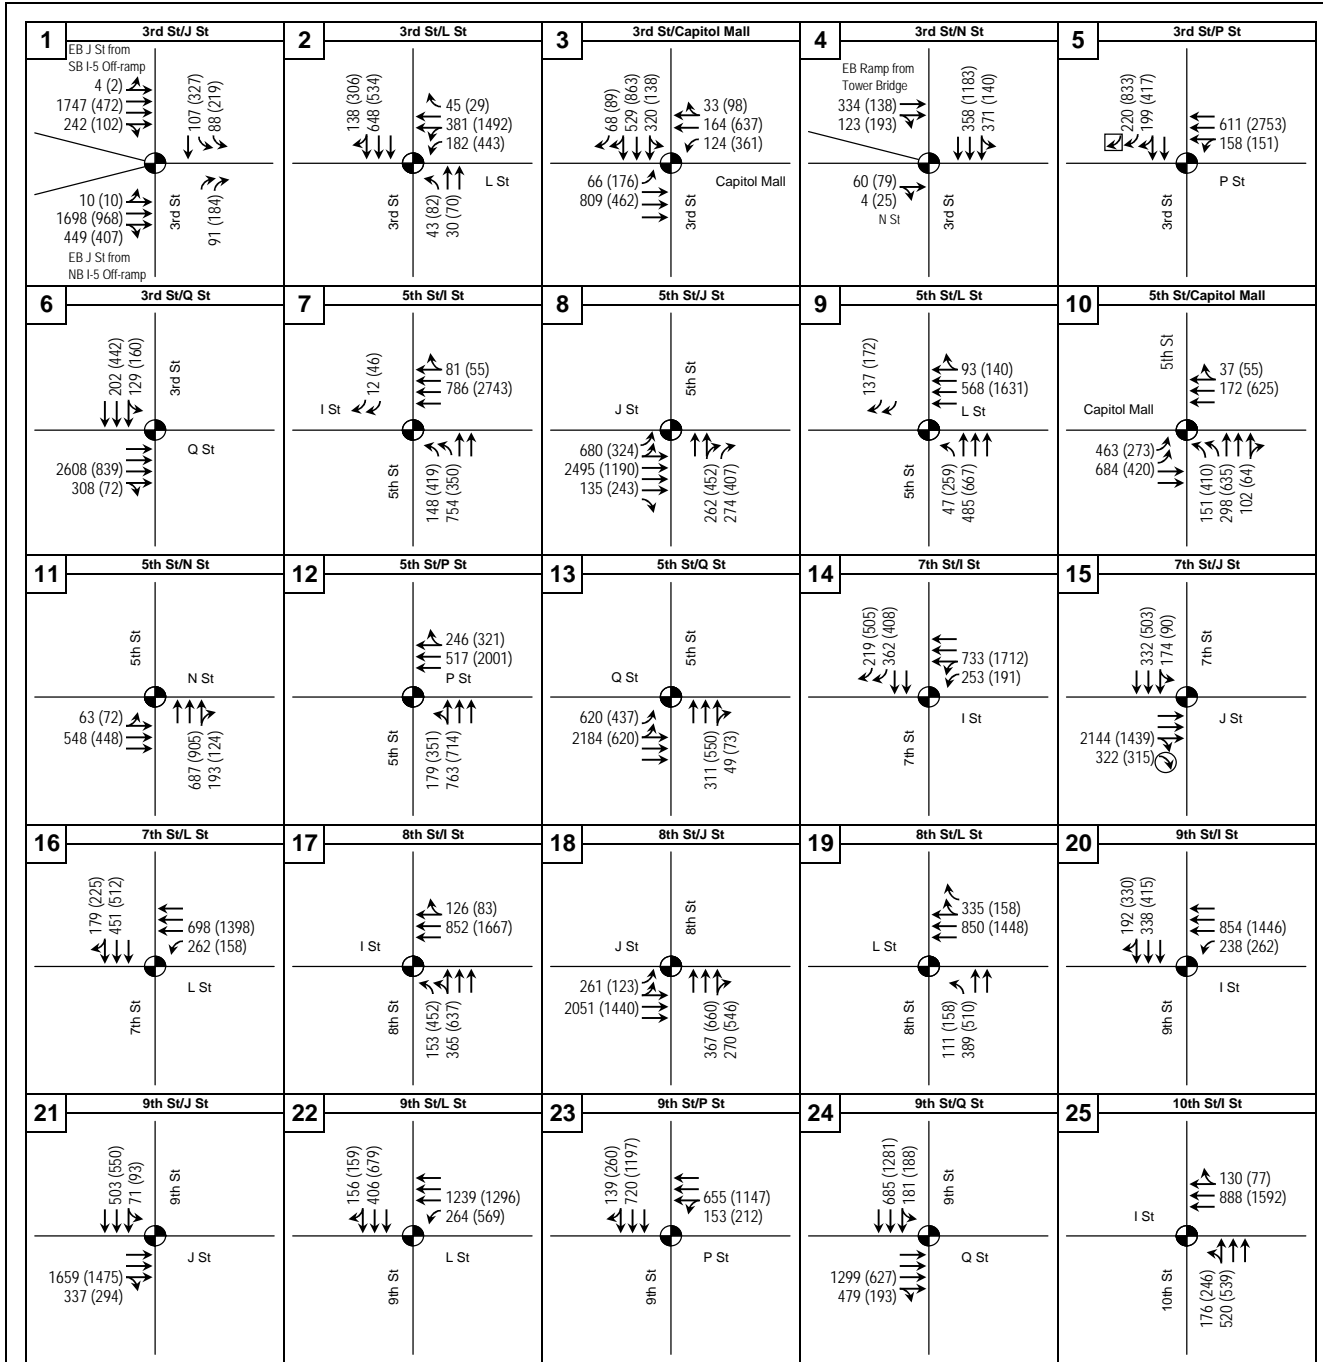 1
3rd St/J St
EB J St from
SB I-5 Off-ramp
4 (2)
1747 (472)
242 (102)
107 (327)
88 (219)
10 (10)
1698 (968)
449 (407)
3rd St
91 (184)
EB J St from
NB I-5 Off-ramp
2
3rd St/L St
138 (306)
648 (534)
45 (29)
381 (1492)
182 (443)
L St
3rd St
43 (82)
30 (70)
3
3rd St/Capitol Mall
68 (89)
529 (863)
320 (138)
33 (98)
164 (637)
124 (361)
66 (176)
809 (462)
Capitol Mall
3rd St
4
3rd St/N St
EB Ramp from
Tower Bridge
334 (138)
123 (193)
358 (1183)
371 (140)
60 (79)
4 (25)
N St
3rd St
5
3rd St/P St
220 (833)
199 (417)
611 (2753)
158 (151)
P St
3rd St
6
3rd St/Q St
202 (442)
129 (160)
3rd St
Q St
2608 (839)
308 (72)
7
5th St/I St
12 (46)
81 (55)
786 (2743)
I St
5th St
148 (419)
754 (350)
8
5th St/J St
5th St
J St
680 (324)
2495 (1190)
135 (243)
262 (452)
274 (407)
9
5th St/L St
137 (172)
93 (140)
568 (1631)
L St
5th St
47 (259)
485 (667)
10
5th St/Capitol Mall
5th St
37 (55)
172 (625)
Capitol Mall
463 (273)
684 (420)
151 (410)
298 (635)
102 (64)
11
5th St/N St
5th St
N St
63 (72)
548 (448)
687 (905)
193 (124)
12
5th St/P St
246 (321)
517 (2001)
P St
5th St
179 (351)
763 (714)
13
5th St/Q St
5th St
Q St
620 (437)
2184 (620)
311 (550)
49 (73)
14
7th St/I St
219 (505)
362 (408)
733 (1712)
253 (191)
I St
7th St
15
7th St/J St
332 (503)
174 (90)
7th St
J St
2144 (1439)
322 (315)
16
7th St/L St
179 (225)
451 (512)
698 (1398)
262 (158)
L St
7th St
17
8th St/I St
126 (83)
852 (1667)
I St
8th St
153 (452)
365 (637)
18
8th St/J St
8th St
J St
261 (123)
2051 (1440)
367 (660)
270 (546)
19
8th St/L St
335 (158)
850 (1448)
L St
8th St
111 (158)
389 (510)
20
9th St/I St
192 (330)
338 (415)
854 (1446)
238 (262)
I St
9th St
21
9th St/J St
503 (550)
71 (93)
9th St
J St
1659 (1475)
337 (294)
22
9th St/L St
156 (159)
406 (679)
1239 (1296)
264 (569)
L St
9th St
23
9th St/P St
139 (260)
720 (1197)
655 (1147)
153 (212)
P St
9th St
24
9th St/Q St
685 (1281)
181 (188)
9th St
Q St
1299 (627)
479 (193)
25
10th St/I St
130 (77)
888 (1592)
I St
10th St
176 (246)
520 (539)